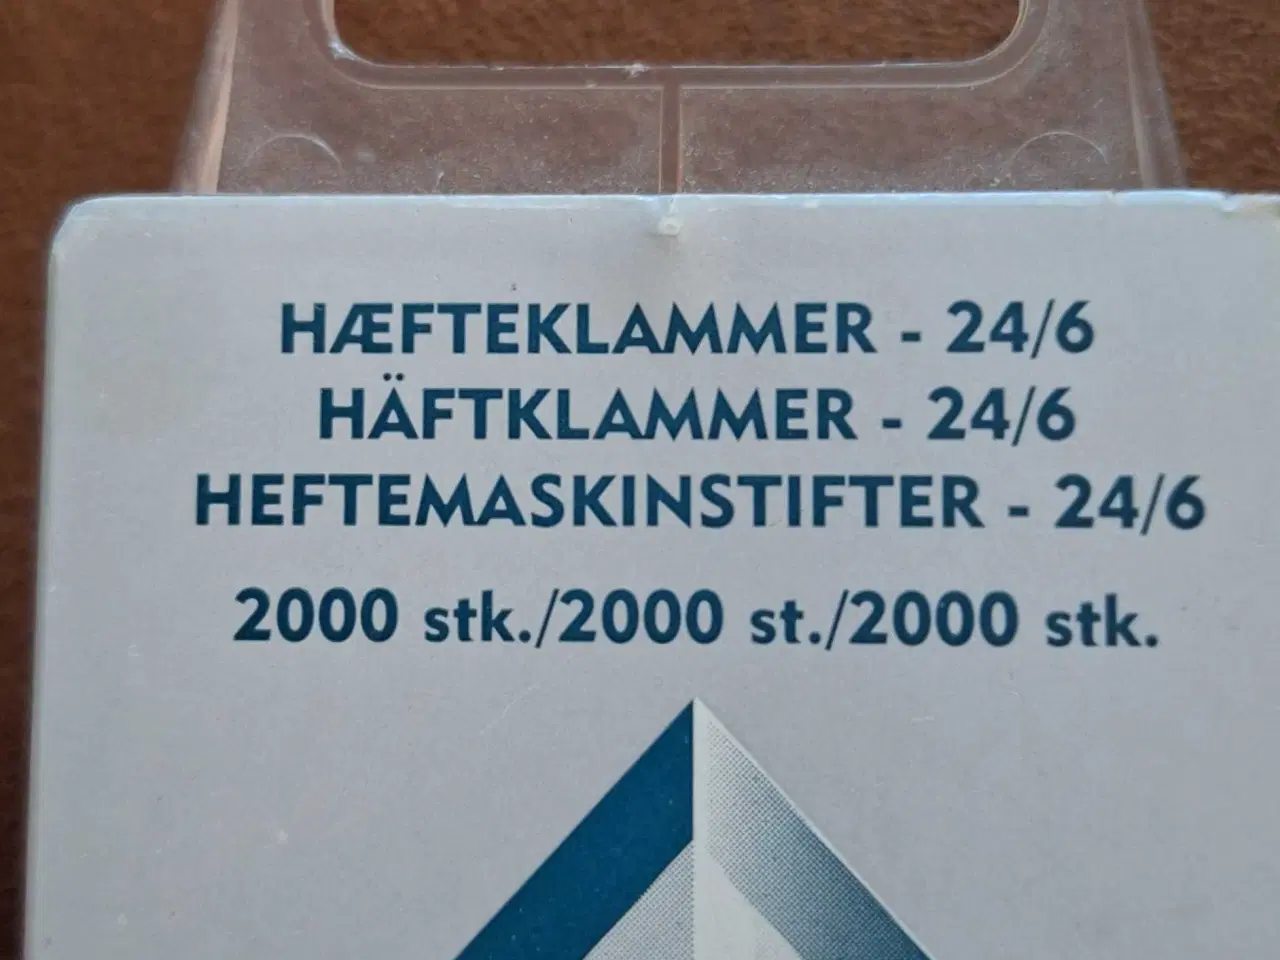 HÆFTEKLAMMER - 24/6
HÄFTKLAMMER - 24/6
HEFTEMASKINSTIFTER - 24/6
2000 stk./2000 st./2000 stk.